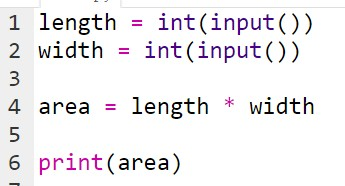 1 length = int(input())
2 width = int(input())
3
4 area = length * width
5
6 print(area)